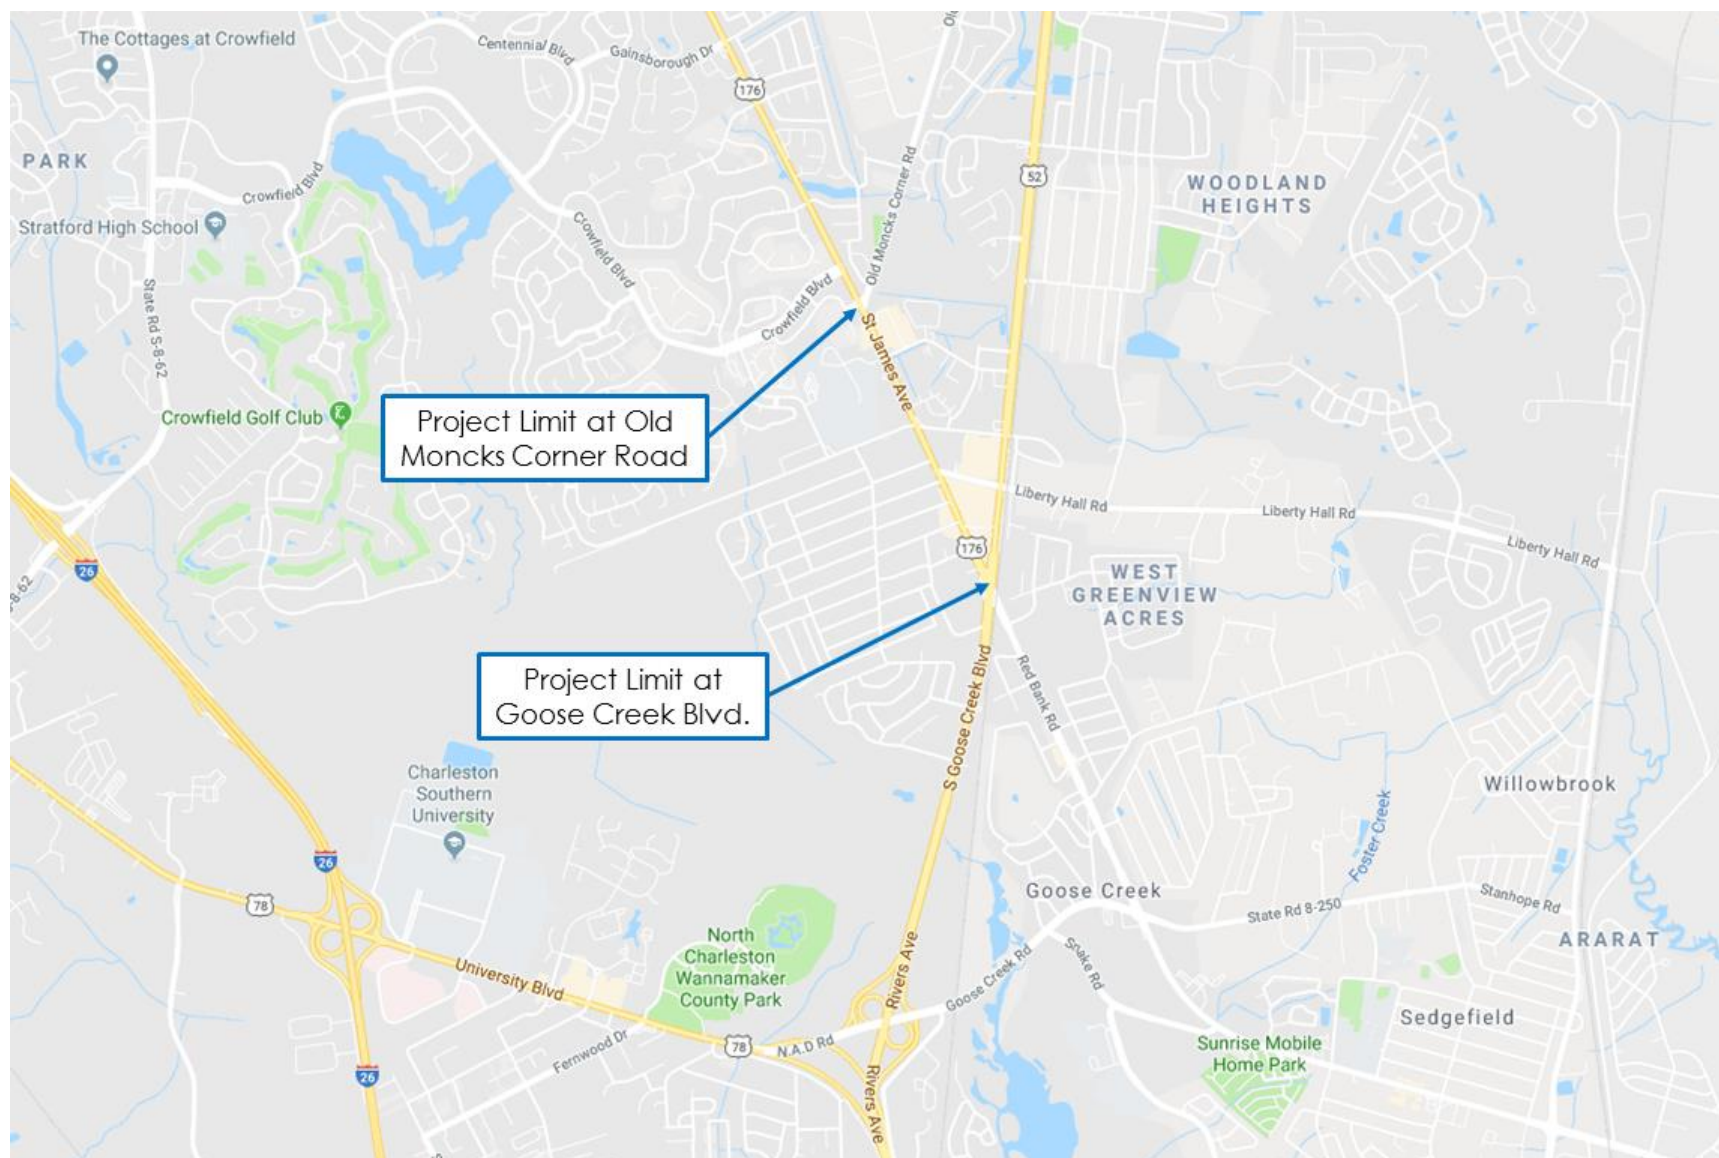 The Cottages at Crowfield
Centennial Blvd
Gainsborough Dr
176
PARK
Crowfield Blvd
Stratford High School
State Rd S-8-62
Crowfield Blvd
Crowfield Blvd
Old Moncks Corner Rd
52
WOODLAND
HEIGHTS
St James Ave
Crowfield Golf Club
Project Limit at Old
Moncks Corner Road
Liberty Hall Rd
Liberty Hall Rd
Liberty Hall Rd
176
26
WEST
GREENVIEW
ACRES
Project Limit at
Goose Creek Blvd.
Red Bank Rd
S Goose Creek Blvd
Charleston
Southern
University
Willowbrook
Foster Creek
26
78
Goose Creek
State Rd 8-250
Stanhope Rd
ARARAT
North
Charleston
Wannamaker
County Park
University Blvd
Rivers Ave
Goose Creek Rd
Snake Rd
Sedgefield
Fernwood Dr
78
N.A.D Rd
Sunrise Mobile
Home Park
26
Rivers Ave